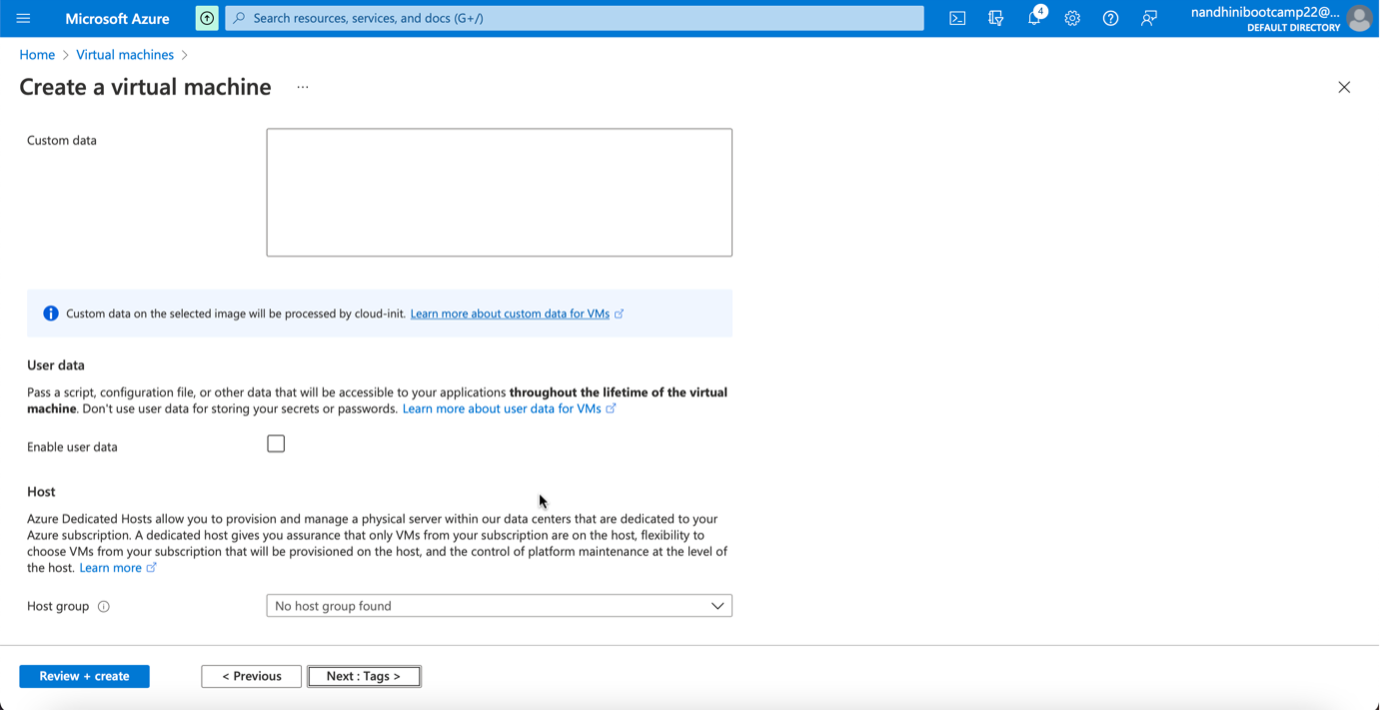 Microsoft Azure
Search resources, services, and docs (G+/)
4
nandhinibootcamp22@...
DEFAULT DIRECTORY
Home > Virtual machines >
Create a virtual machine ...
Custom data
Custom data on the selected image will be processed by cloud-init. Learn more about custom data for VMs
User data
Pass a script, configuration file, or other data that will be accessible to your applications throughout the lifetime of the virtual
machine. Don't use user data for storing your secrets or passwords. Learn more about user data for VMs
Enable user data
Host
Azure Dedicated Hosts allow you to provision and manage a physical server within our data centers that are dedicated to your
Azure subscription. A dedicated host gives you assurance that only VMs from your subscription are on the host, flexibility to
choose VMs from your subscription that will be provisioned on the host, and the control of platform maintenance at the level of
the host. Learn more
Host group
No host group found
Review + create
< Previous
Next : Tags >